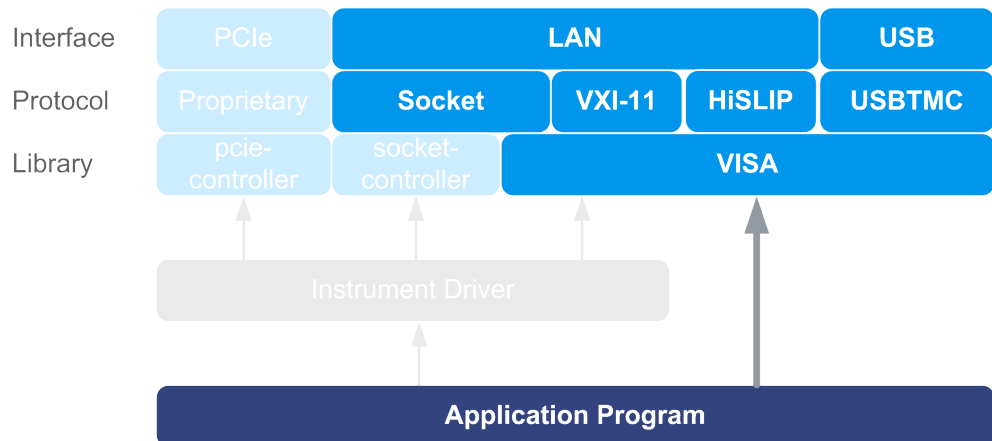 Interface PCIe LAN USB
Protocol Proprietary Socket VXI-11 HiSLIP USBTMC
Library pcie-
controller socket-
controller VISA
Instrument Driver
Application Program